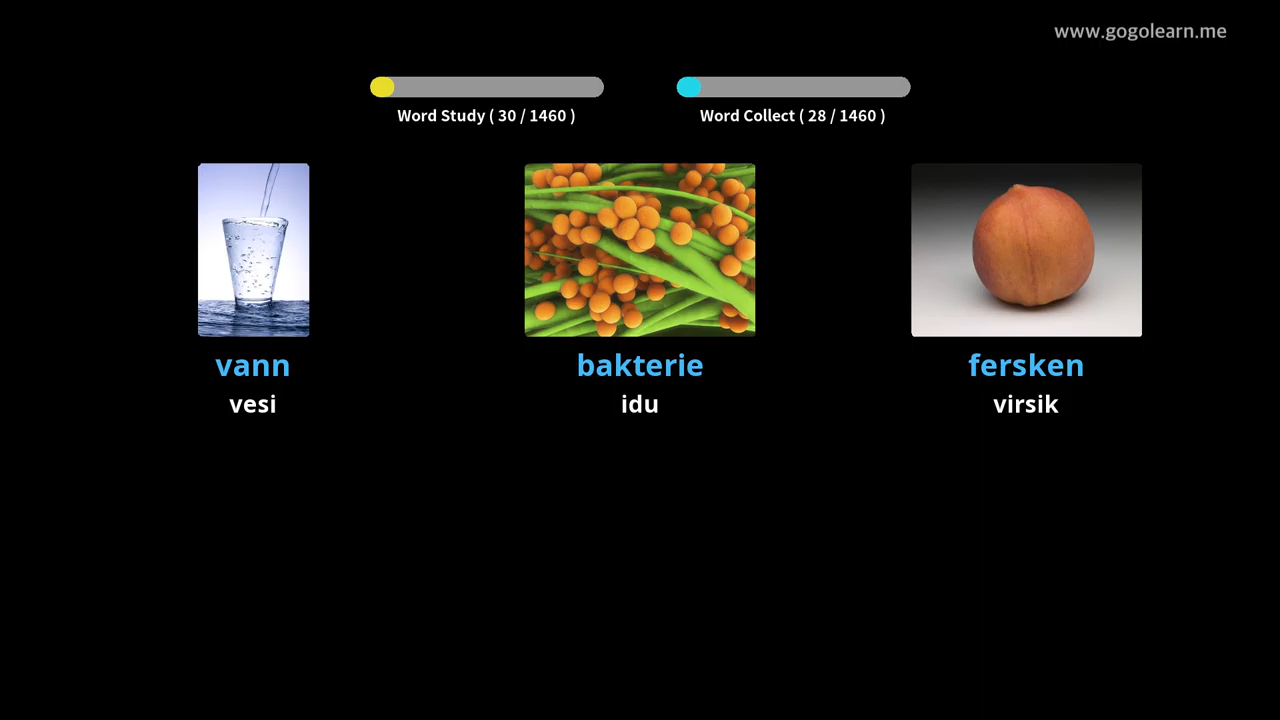 www.gogolearn.me
Word Study ( 30 / 1460 )
Word Collect ( 28 / 1460 )
vann
vesi
bakterie
idu
fersken
virsik